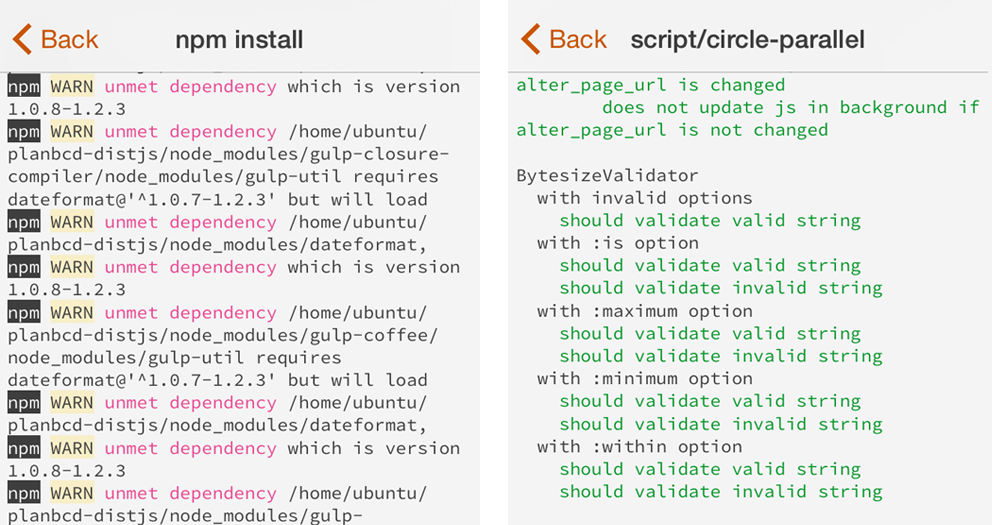 Back
npm install
npm WARN unmet dependency which is version
1.0.8-1.2.3
npm WARN unmet dependency /home/ubuntu/
planbcd-distjs/node_modules/gulp-closure-
compiler/node_modules/gulp-util requires
dateformat@'^1.0.7-1.2.3' but will load
npm WARN unmet dependency /home/ubuntu/
planbcd-distjs/node_modules/dateformat,
npm WARN unmet dependency which is version
1.0.8-1.2.3
npm WARN unmet dependency /home/ubuntu/
planbcd-distjs/node_modules/gulp-coffee/
node_modules/gulp-util requires
dateformat@'^1.0.7-1.2.3' but will load
npm WARN unmet dependency /home/ubuntu/
planbcd-distjs/node_modules/dateformat,
npm WARN unmet dependency which is version
1.0.8-1.2.3
npm WARN unmet dependency /home/ubuntu/
planbcd-distjs/node_modules/gulp-
Back
script/circle-parallel
alter_page_url is changed
does not update js in background if
alter_page_url is not changed
BytesizeValidator
with invalid options
should validate valid string
with :is option
should validate valid string
should validate invalid string
with :maximum option
should validate valid string
should validate invalid string
with :minimum option
should validate valid string
should validate invalid string
with :within option
should validate valid string
should validate invalid string